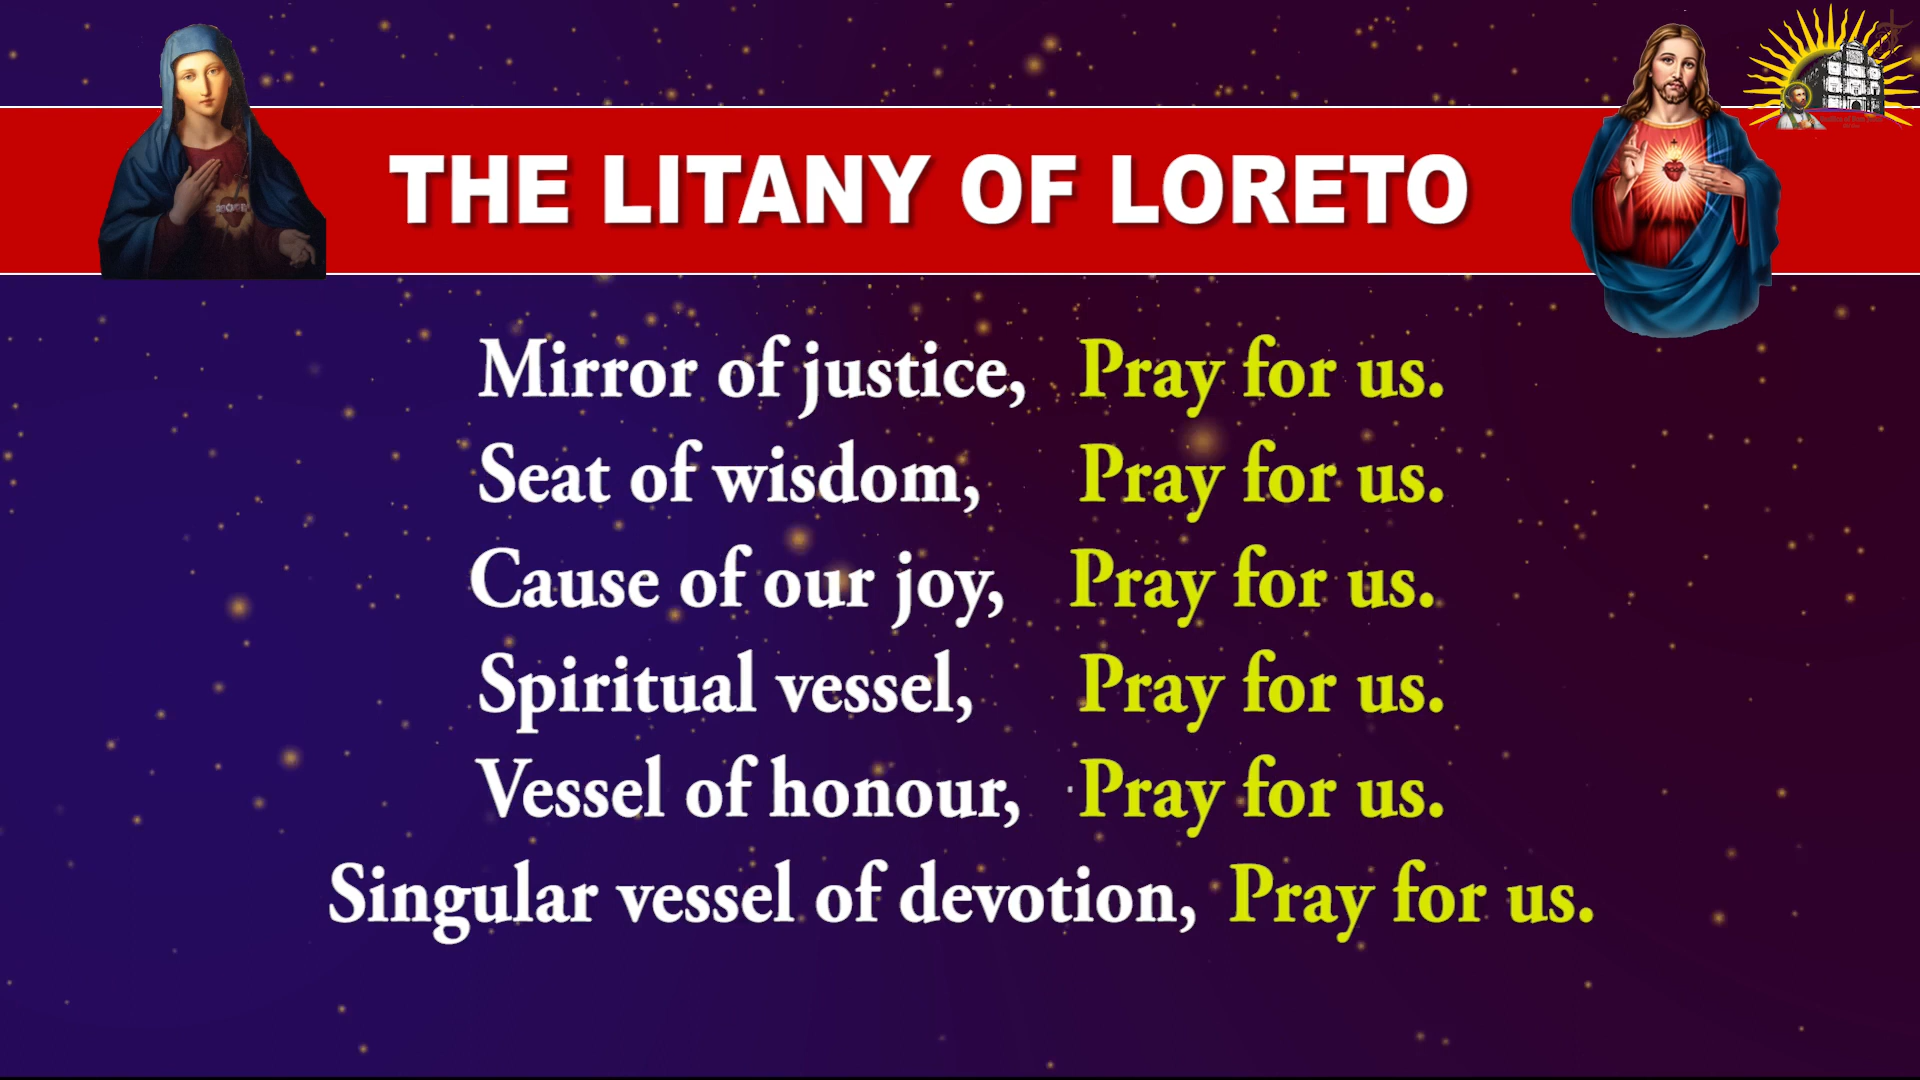 THE LITANY OF LORETO
Mirror of justice, Pray for us.
Seat of wisdom, Pray for us.
Cause of our joy, Pray for us.
Spiritual vessel, Pray for us.
Vessel of honour, Pray for us.
Singular vessel of devotion, Pray for us.